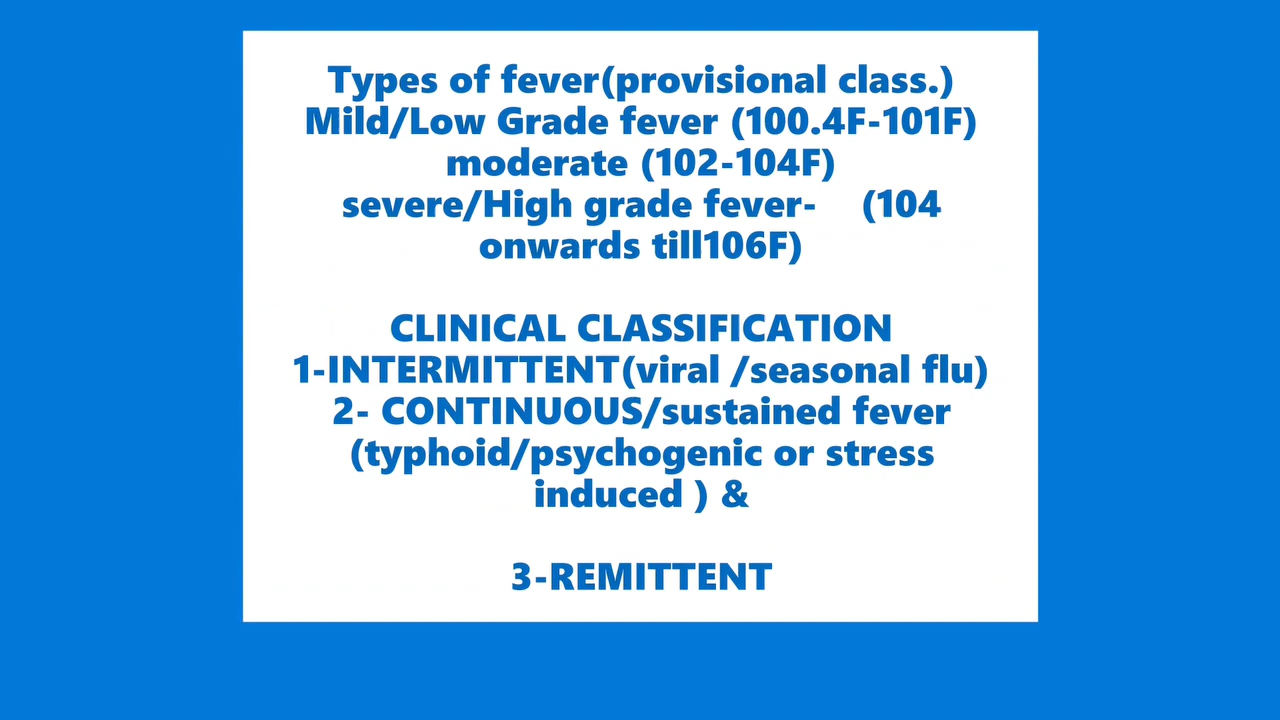 Types of fever(provisional class.)
Mild/Low Grade fever (100.4F-101F)
moderate (102-104F)
severe/High grade fever- (104
onwards till106F)
CLINICAL CLASSIFICATION
1-INTERMITTENT(viral /seasonal flu)
2- CONTINUOUS/sustained fever
(typhoid/psychogenic or stress
induced ) &
3-REMITTENT